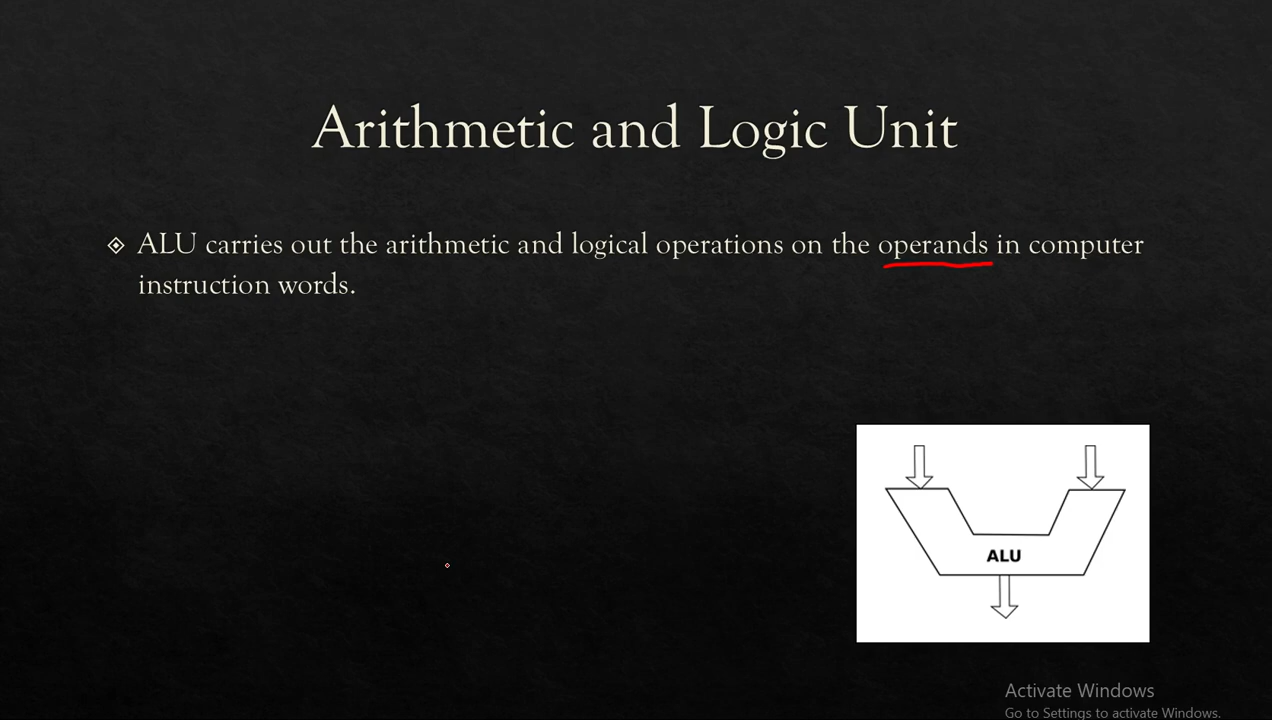 Arithmetic and Logic Unit
ALU carries out the arithmetic and logical operations on the operands in computer
instruction words.
ALU
Activate Windows
Go to Settings to activate Windows.